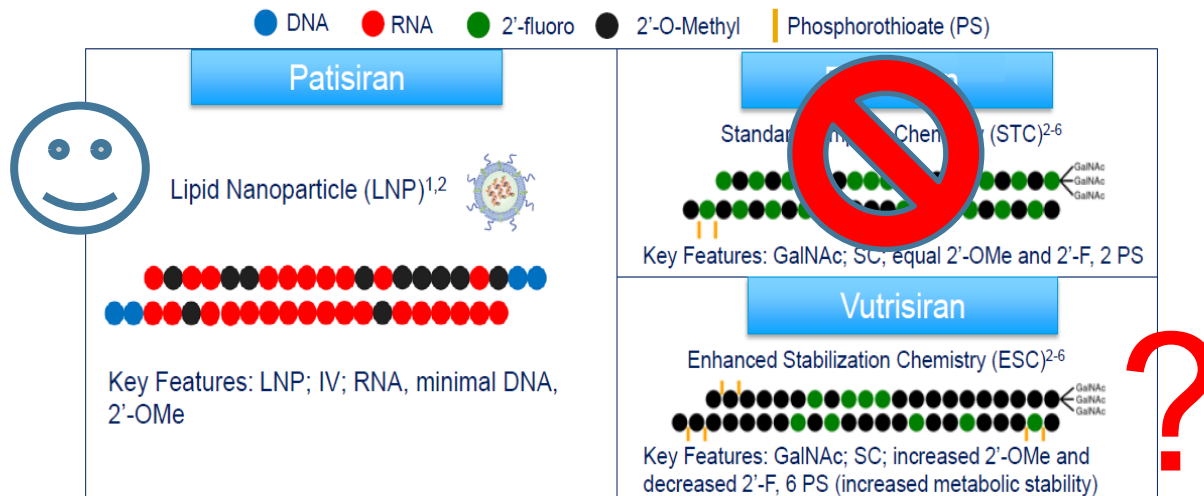 DNA RNA 2'-fluoro 2'-O-Methyl Phosphorothioate (PS)
Patisiran
Lipid Nanoparticle (LNP)1,2
Key Features: LNP; IV; RNA, minimal DNA,
2'-OMe
Standar (STC)2-6
GalNAc
GalNAc
GalNAc
Key Features: GalNAc; SC; equal 2'-OMe and 2'-F, 2 PS
Vutrisiran
Enhanced Stabilization Chemistry (ESC)2-6
GalNAc
GalNAc
GalNAc
Key Features: GalNAc; SC; increased 2'-OMe and
decreased 2'-F, 6 PS (increased metabolic stability)
?